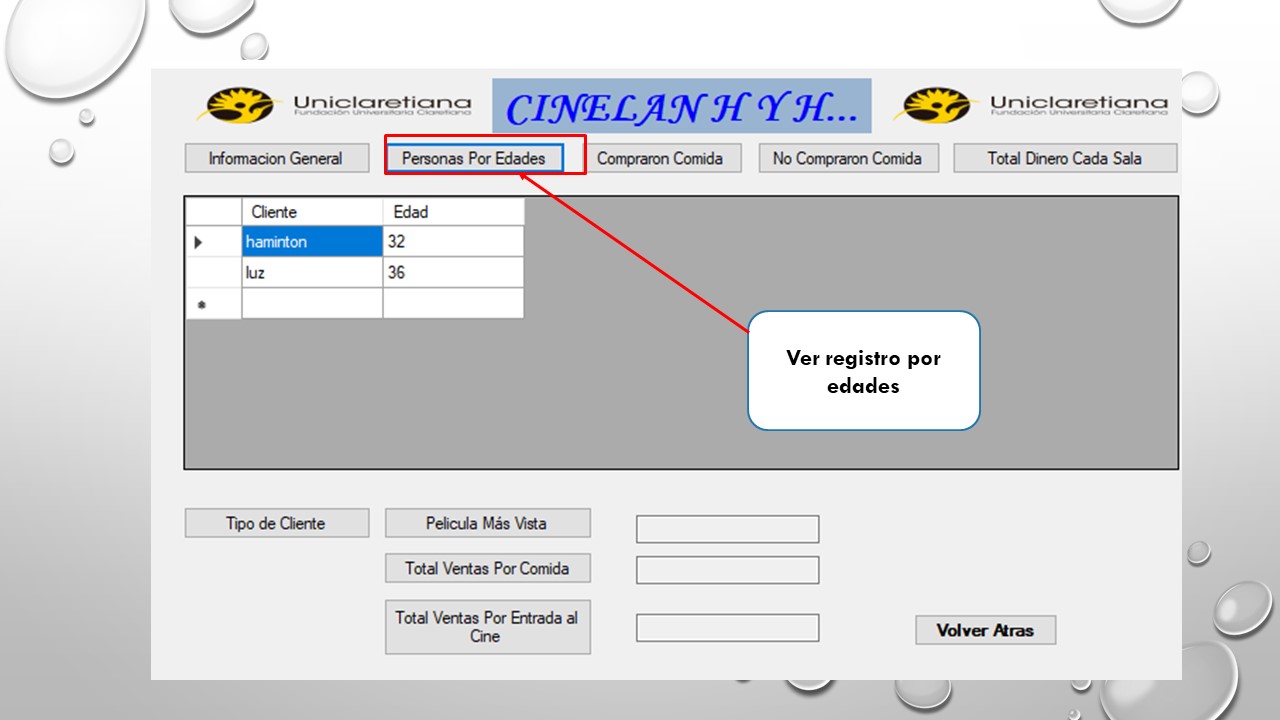 Uniclaretiana
Fundación Universitaria Claretiana
CINELAN H Y H...
Uniclaretiana
Fundación Universitaria Claretiana
Informacion General
Personas Por Edades
Compraron Comida
No Compraron Comida
Total Dinero Cada Sala
Cliente Edad
haminton 32
luz 36
*
Ver registro por
edades
Tipo de Cliente
Pelicula Más Vista
Total Ventas Por Comida
Total Ventas Por Entrada al
Cine
Volver Atras